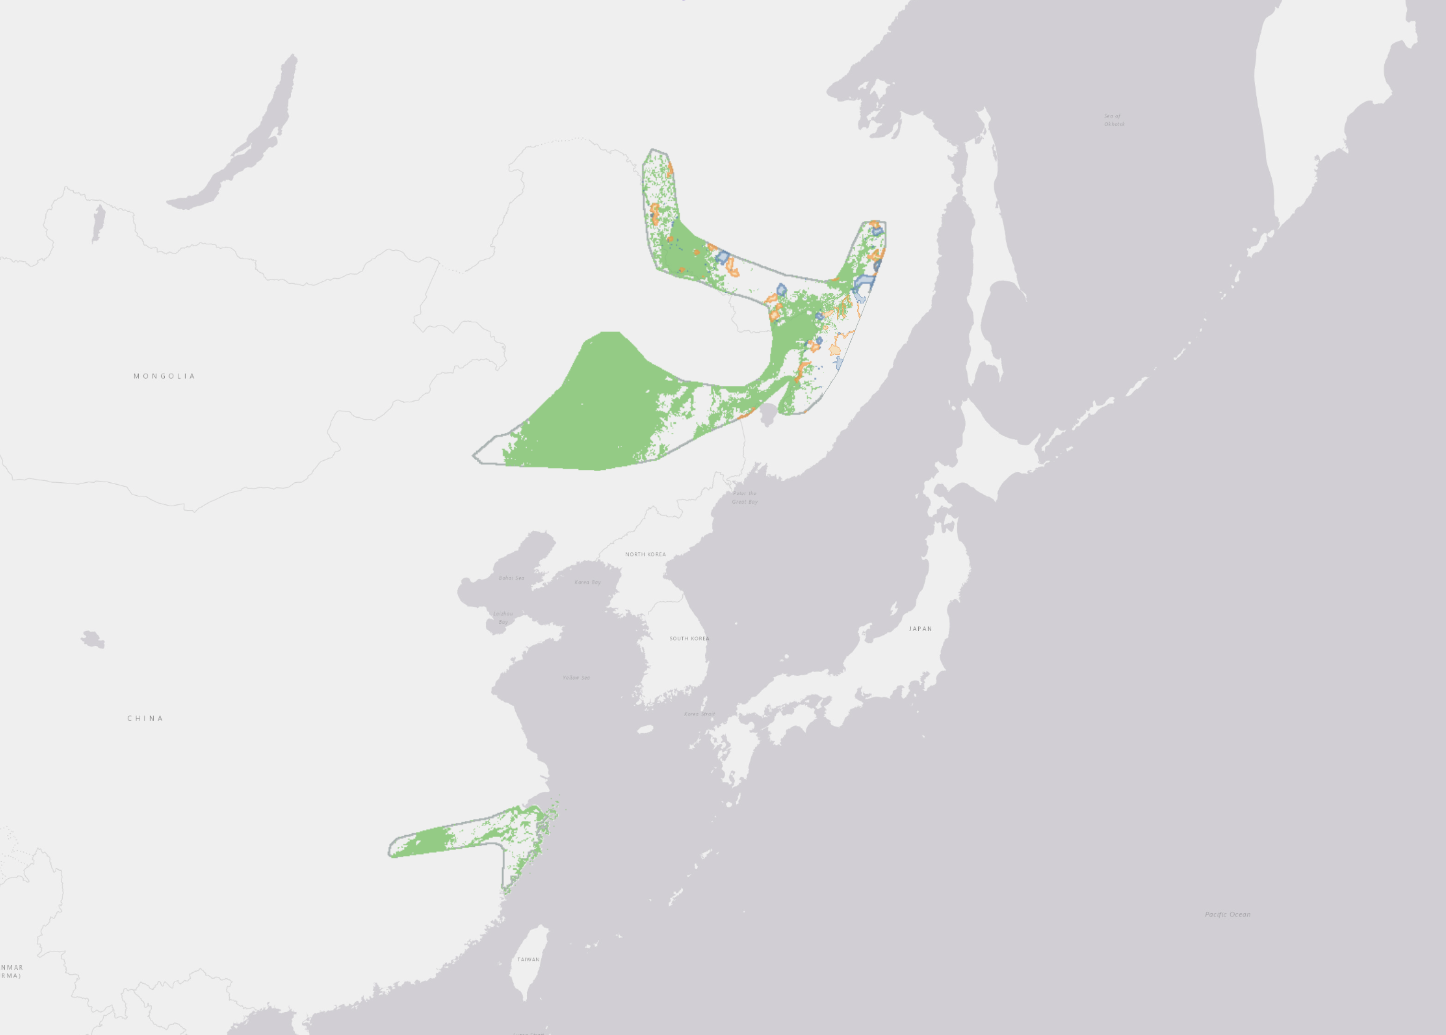 Sea of
Okhotsk
MONGOLIA
Peter the
Great Bay
NORTH KOREA
Bohai Sea
Korea Bay
Laizhou
Bay
JAPAN
SOUTH KOREA
Yellow Sea
Korea Strait
CHINA
Pacific Ocean
TAIWAN
NMAR
RMA)